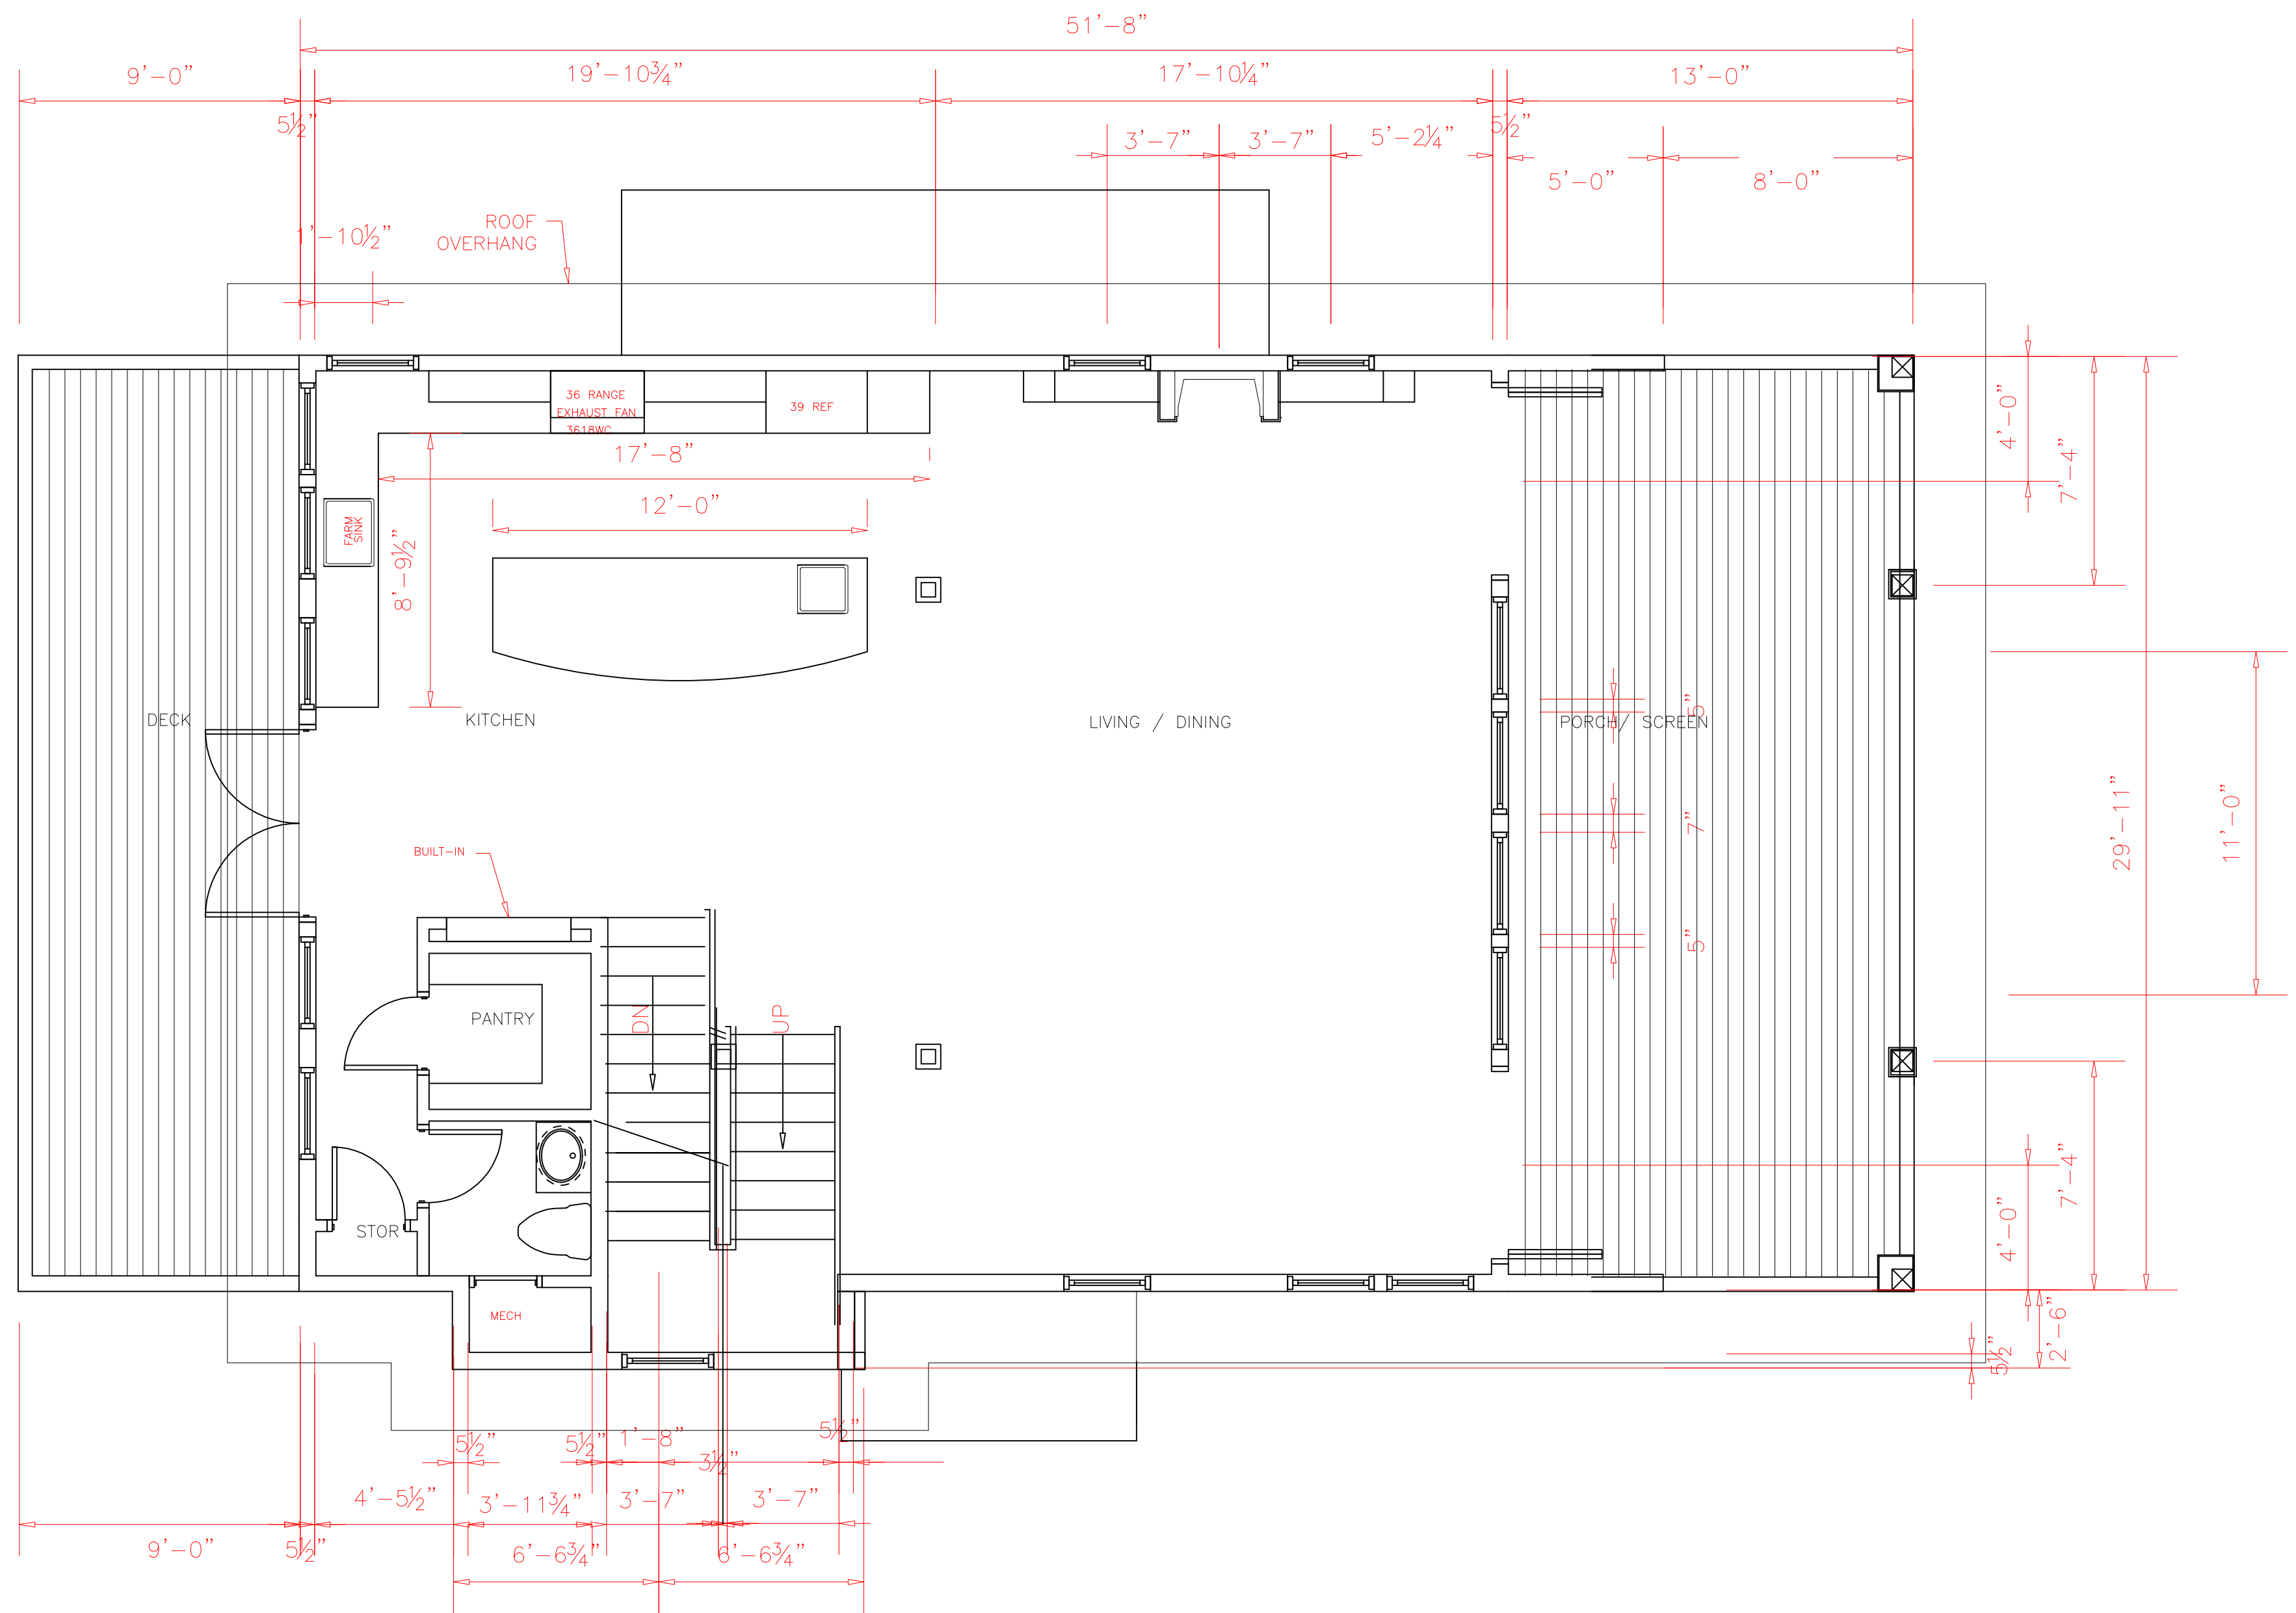 51'-8"
9'-0"
19'-10¾"
17'-10¼"
13'-0"
5½"
5½"
3'-7"
3'-7"
5'-2¼"
5'-0"
8'-0"
ROOF
OVERHANG
1'-10½"
36 RANGE
EXHAUST FAN
3618WC
39 REF
17'-8"
12'-0"
FARM
SINK
8'-9½"
4'-0"
7'-4"
DECK
KITCHEN
LIVING / DINING
PORCH/ SCREEN
5"
7"
5"
29'-11"
11'-0"
BUILT-IN
PANTRY
DN
UP
STOR
MECH
4'-0"
7'-4"
2'-6"
5½"
5½"
5½"
1'-8"
3½"
5½"
4'-5½"
3'-11¾"
3'-7"
3'-7"
9'-0"
5½"
6'-6¾"
6'-6¾"